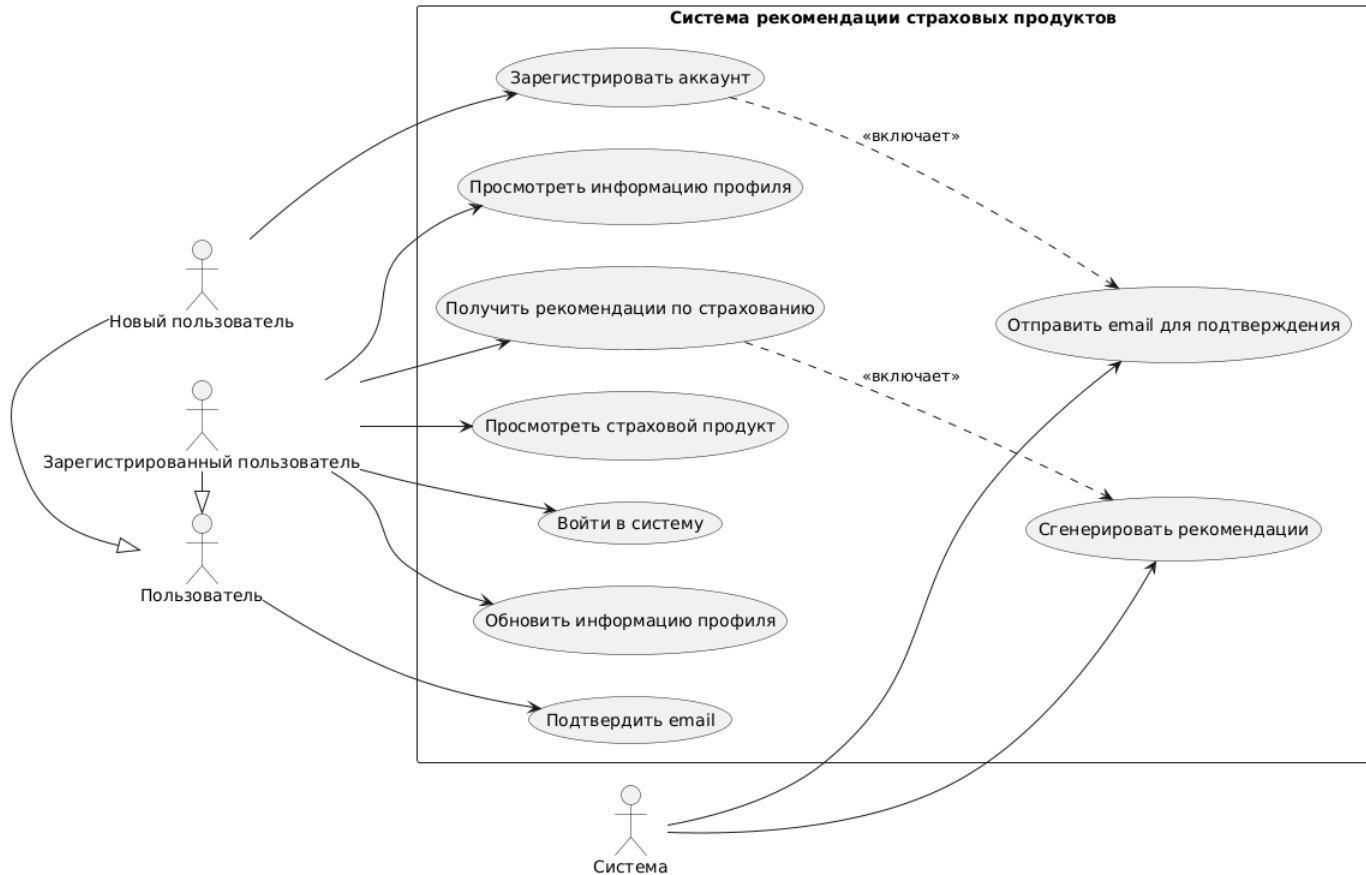 Система рекомендации страховых продуктов
Зарегистрировать аккаунт
«включает»
Просмотреть информацию профиля
Новый пользователь
Получить рекомендации по страхованию
Отправить email для подтверждения
«включает»
Просмотреть страховой продукт
Зарегистрированный пользователь
Войти в систему
Сгенерировать рекомендации
Пользователь
Обновить информацию профиля
Подтвердить email
Система